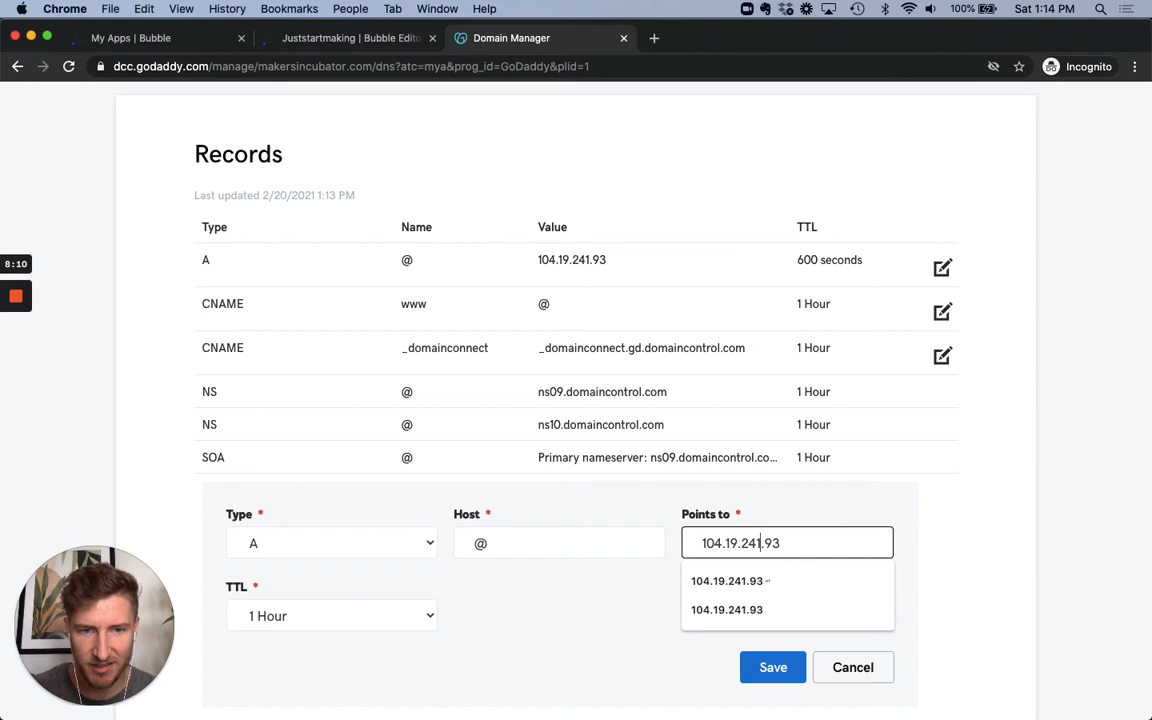 Chrome File Edit View History Bookmarks People Tab Window Help 100% Sat 1:14 PM
My Apps | Bubble Juststartmaking | Bubble Edito Domain Manager
dcc.godaddy.com/manage/makersincubator.com/dns?atc=mya&prog_id=GoDaddy&plid=1 Incognito
Records
Last updated 2/20/2021 1:13 PM
Type Name Value TTL
A @ 104.19.241.93 600 seconds
8:10
CNAME www @ 1 Hour
CNAME _domainconnect _domainconnect.gd.domaincontrol.com 1 Hour
NS @ ns09.domaincontrol.com 1 Hour
NS @ ns10.domaincontrol.com 1 Hour
SOA @ Primary nameserver: ns09.domaincontrol.co... 1 Hour
Type * Host * Points to *
A @ 104.19.241.93
104.19.241.93
TTL *
104.19.241.93
1 Hour
Save Cancel